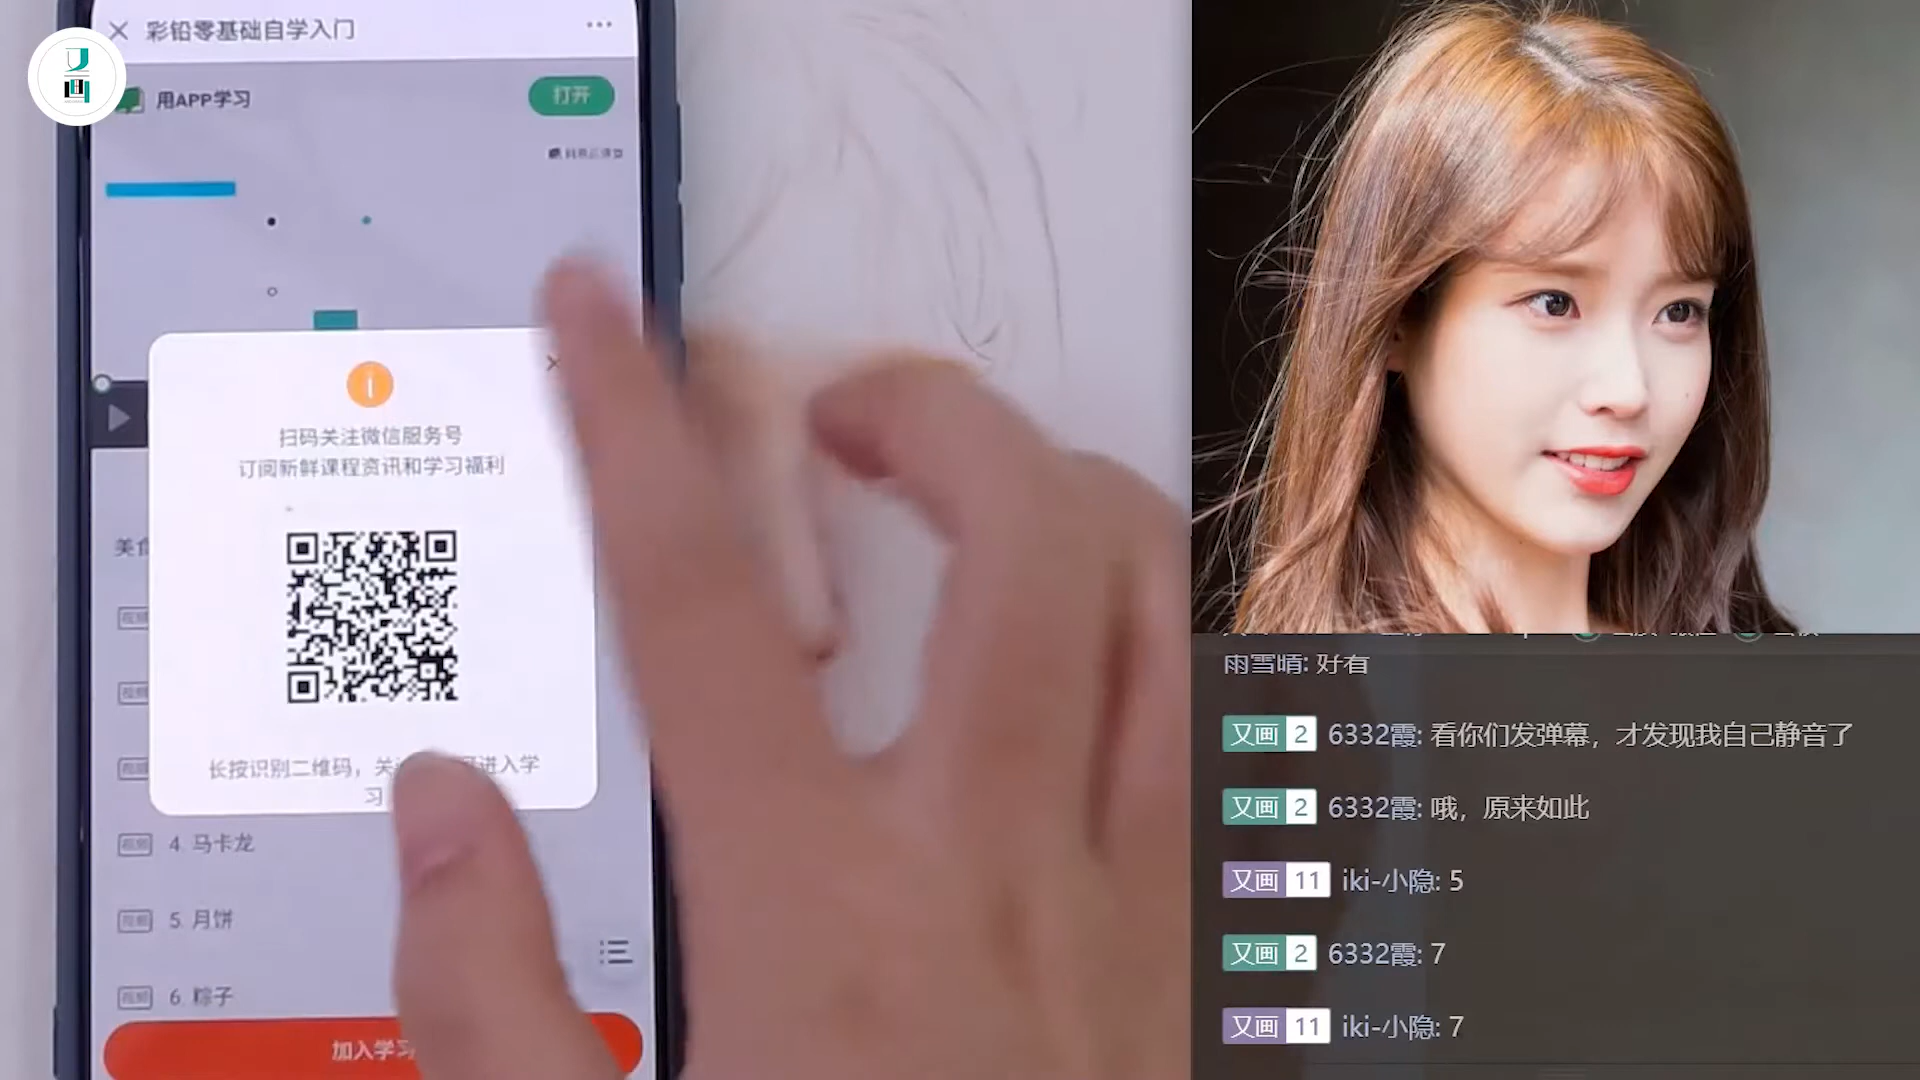 彩铅零基础自学入门
用APP学习
打开
扫码关注微信服务号
订阅新鲜课程资讯和学习福利
长按识别二维码，关
进入学
习
4. 马卡龙
5. 月饼
6. 粽子
加入学习
雨雪晴: 好看
又画 2 6332霞: 看你们发弹幕，才发现我自己静音了
又画 2 6332霞: 哦，原来如此
又画 11 iki-小隐: 5
又画 2 6332霞: 7
又画 11 iki-小隐: 7